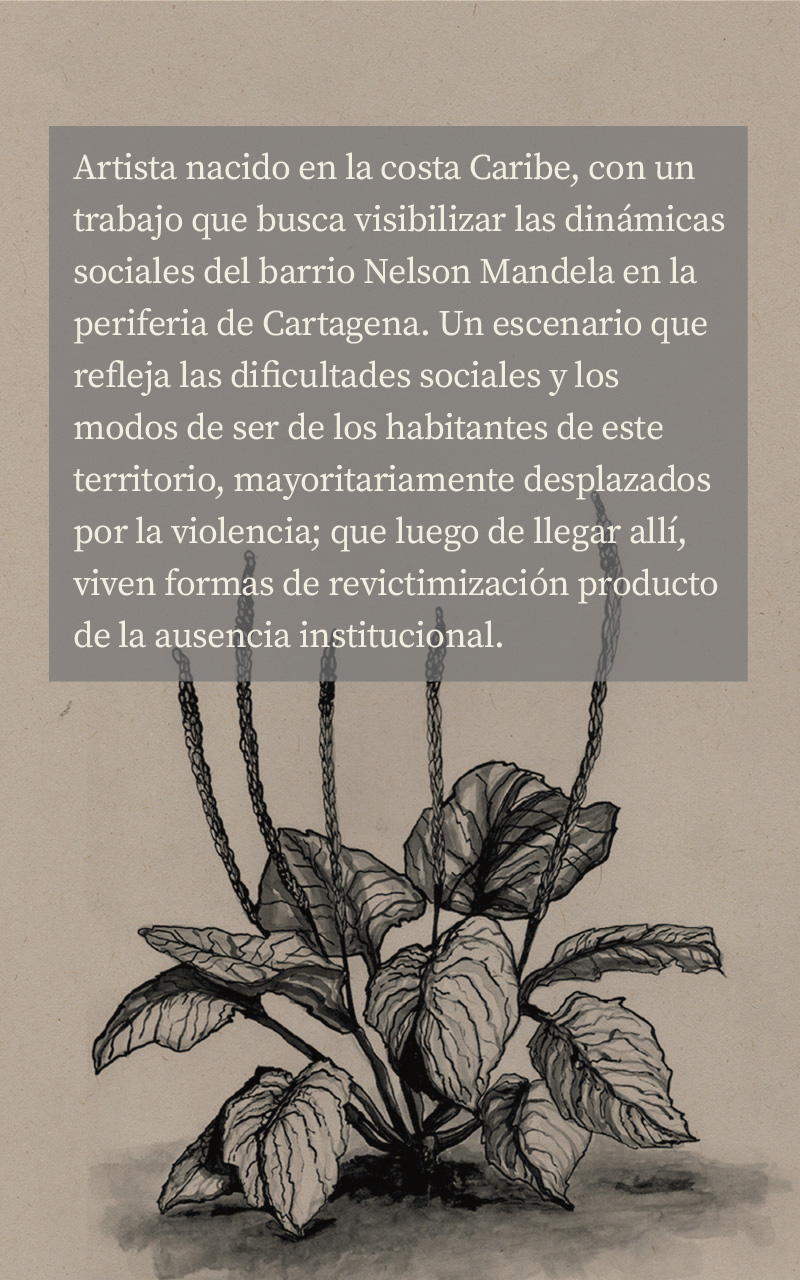 Artista nacido en la costa Caribe, con un
trabajo que busca visibilizar las dinámicas
sociales del barrio Nelson Mandela en la
periferia de Cartagena. Un escenario que
refleja las dificultades sociales y los
modos de ser de los habitantes de este
territorio, mayoritariamente desplazados
por la violencia; que luego de llegar allí,
viven formas de revictimización producto
de la ausencia institucional.